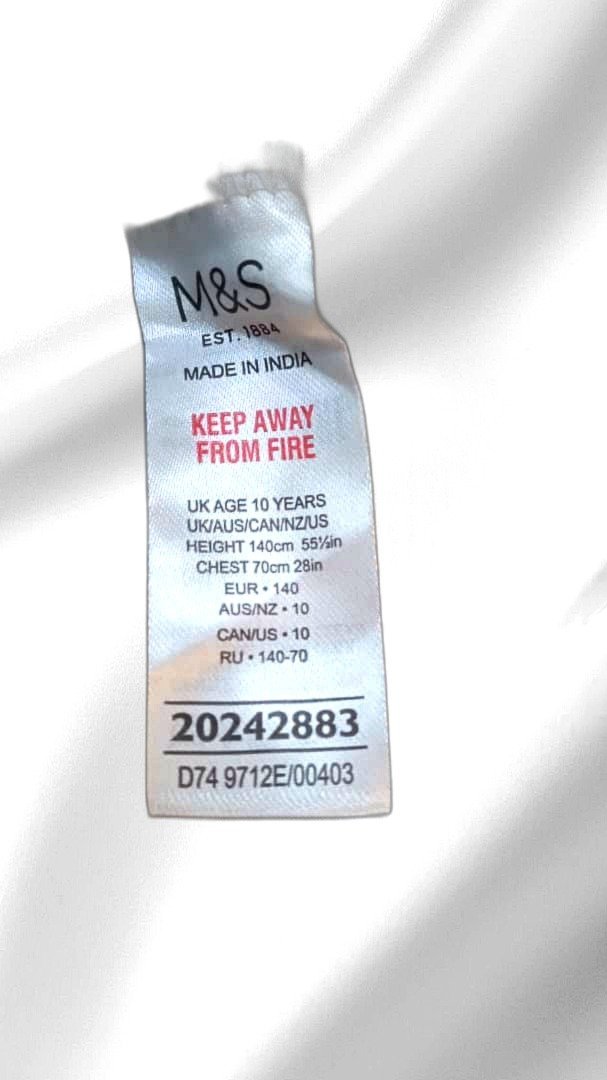 M&S
EST. 1884
MADE IN INDIA
KEEP AWAY
FROM FIRE
UK AGE 10 YEARS
UK/AUS/CAN/NZ/US
HEIGHT 140cm 55½in
CHEST 70cm 28in
EUR • 140
AUS/NZ • 10
CAN/US • 10
RU • 140-70
20242883
D74 9712E/00403